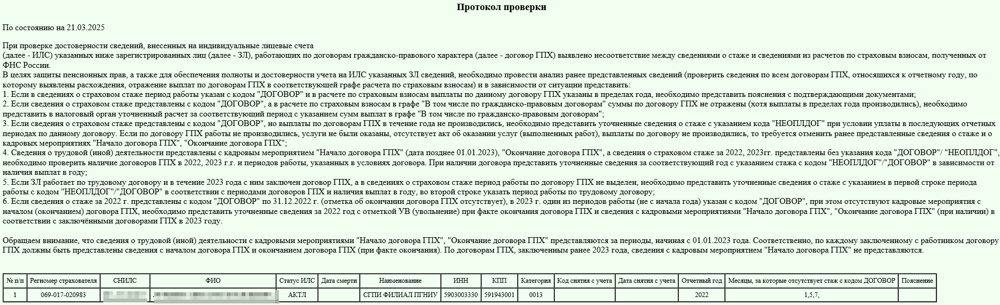 Протокол проверки
По состоянию на 21.03.2025
При проверке достоверности сведений, внесенных на индивидуальные лицевые счета
(далее - ИЛС) указанных ниже зарегистрированных лиц (далее - ЗЛ), работающих по договорам гражданско-правового характера (далее - договор ГПХ) выявлено несоответствие между сведениями о стаже и сведениями из расчетов по страховым взносам, полученных от
ФНС России.
В целях защиты пенсионных прав, а также для обеспечения полноты и достоверности учета на ИЛС указанных ЗЛ сведений, необходимо провести анализ ранее представленных сведений (проверить сведения по всем договорам ГПХ, относящихся к отчетному году, по
которому выявлены расхождения, отражение выплат по договорам ГПХ в соответствующей графе расчета по страховым взносам) и в зависимости от ситуации представить:
1. Если в сведениях о страховом стаже период работы указан с кодом "ДОГОВОР" и в расчете по страховым взносам выплаты по данному договору ГПХ указаны в пределах года, необходимо представить пояснения с подтверждающими документами;
2. Если сведения о страховом стаже представлены с кодом "ДОГОВОР", а в расчете по страховым взносам в графе "В том числе по гражданско-правовым договорам" суммы по договору ГПХ не отражены (хотя выплаты в пределах года производились), необходимо
представить в налоговый орган уточненный расчет за соответствующий период с указанием сумм выплат в графе "В том числе по гражданско-правовым договорам";
3. Если сведения о страховом стаже представлены с кодом "ДОГОВОР", но выплаты по договорам ГПХ в течение года не производились, необходимо представить уточненные сведения о стаже с указанием кода "НЕОПЛДОГ" при условии уплаты в последующих отчетных
периодах по данному договору. Если по договору ГПХ работы не производились, услуги не были оказаны, отсутствует акт об оказании услуг (выполненных работ), выплаты по договору не производились, то требуется отменить ранее представленные сведения о стаже и о
кадровых мероприятиях "Начало договора ГПХ", "Окончание договора ГПХ";
4. Сведения о трудовой (иной) деятельности представлены с кадровым мероприятием "Начало договора ГПХ" (дата позднее 01.01.2023), "Окончание договора ГПХ", а сведения о страховом стаже за 2022, 2023гг. представлены без указания кода "ДОГОВОР"/ "НЕОПЛДОГ",
необходимо проверить наличие договоров ГПХ в 2022, 2023 г.г. и периодов работы, указанных в условиях договора. При наличии договора представить уточненные сведения за соответствующий год с указанием стажа с кодом "НЕОПЛДОГ"/"ДОГОВОР" в зависимости от
наличия выплат в году;
5. Если ЗЛ работает по трудовому договору и в течение 2023 года с ним заключен договор ГПХ, а в сведениях о страховом стаже период работы по договору ГПХ не выделен, необходимо представить уточненные сведения о стаже с указанием в первой строке периода
работы с кодом "НЕОПЛДОГ"/"ДОГОВОР" в соответствии с периодами договоров ГПХ и наличия выплат в году, во второй строке указать период работы по трудовому договору;
6. Если сведения о стаже за 2022 г. представлены с кодом "ДОГОВОР" по 31.12.2022 г. (отметка об окончании договора ГПХ отсутствует), в 2023 г. один из периодов работы (не с начала года) указан с кодом "ДОГОВОР", при этом отсутствуют кадровые мероприятия с
началом (окончанием) договора ГПХ, необходимо представить уточненные сведения за 2022 год с отметкой УВ (увольнение) при факте окончания договора ГПХ и сведения с кадровыми мероприятиями "Начало договора ГПХ", "Окончание договора ГПХ" (при наличии) в
соответствии с заключёнными договорами ГПХ в 2023 году.
Обращаем внимание, что сведения о трудовой (иной) деятельности с кадровыми мероприятиями "Начало договора ГПХ", "Окончание договора ГПХ" представляются за периоды, начиная с 01.01.2023 года. Соответственно, по каждому заключенному с работником договору
ГПХ должны быть представлены сведения с началом договора ГПХ и окончанием договора ГПХ (при факте окончания). По договорам ГПХ, заключенным ранее 2023 года, сведения с кадровым мероприятием "Начало договора ГПХ" не представляются.
№ п/п Регномер страхователя СНИЛС ФИО Статус ИЛС Дата смерти Наименование ИНН КПП Категория Код снятия с учета Дата снятия с учета Отчетный год Месяцы, за которые отсутствует стаж с кодом ДОГОВОР Пояснение
1 069-017-020983 АКТЛ СГПИ ФИЛИАЛ ПГНИУ 5903003330 591943001 0013 2022 1,5,7,